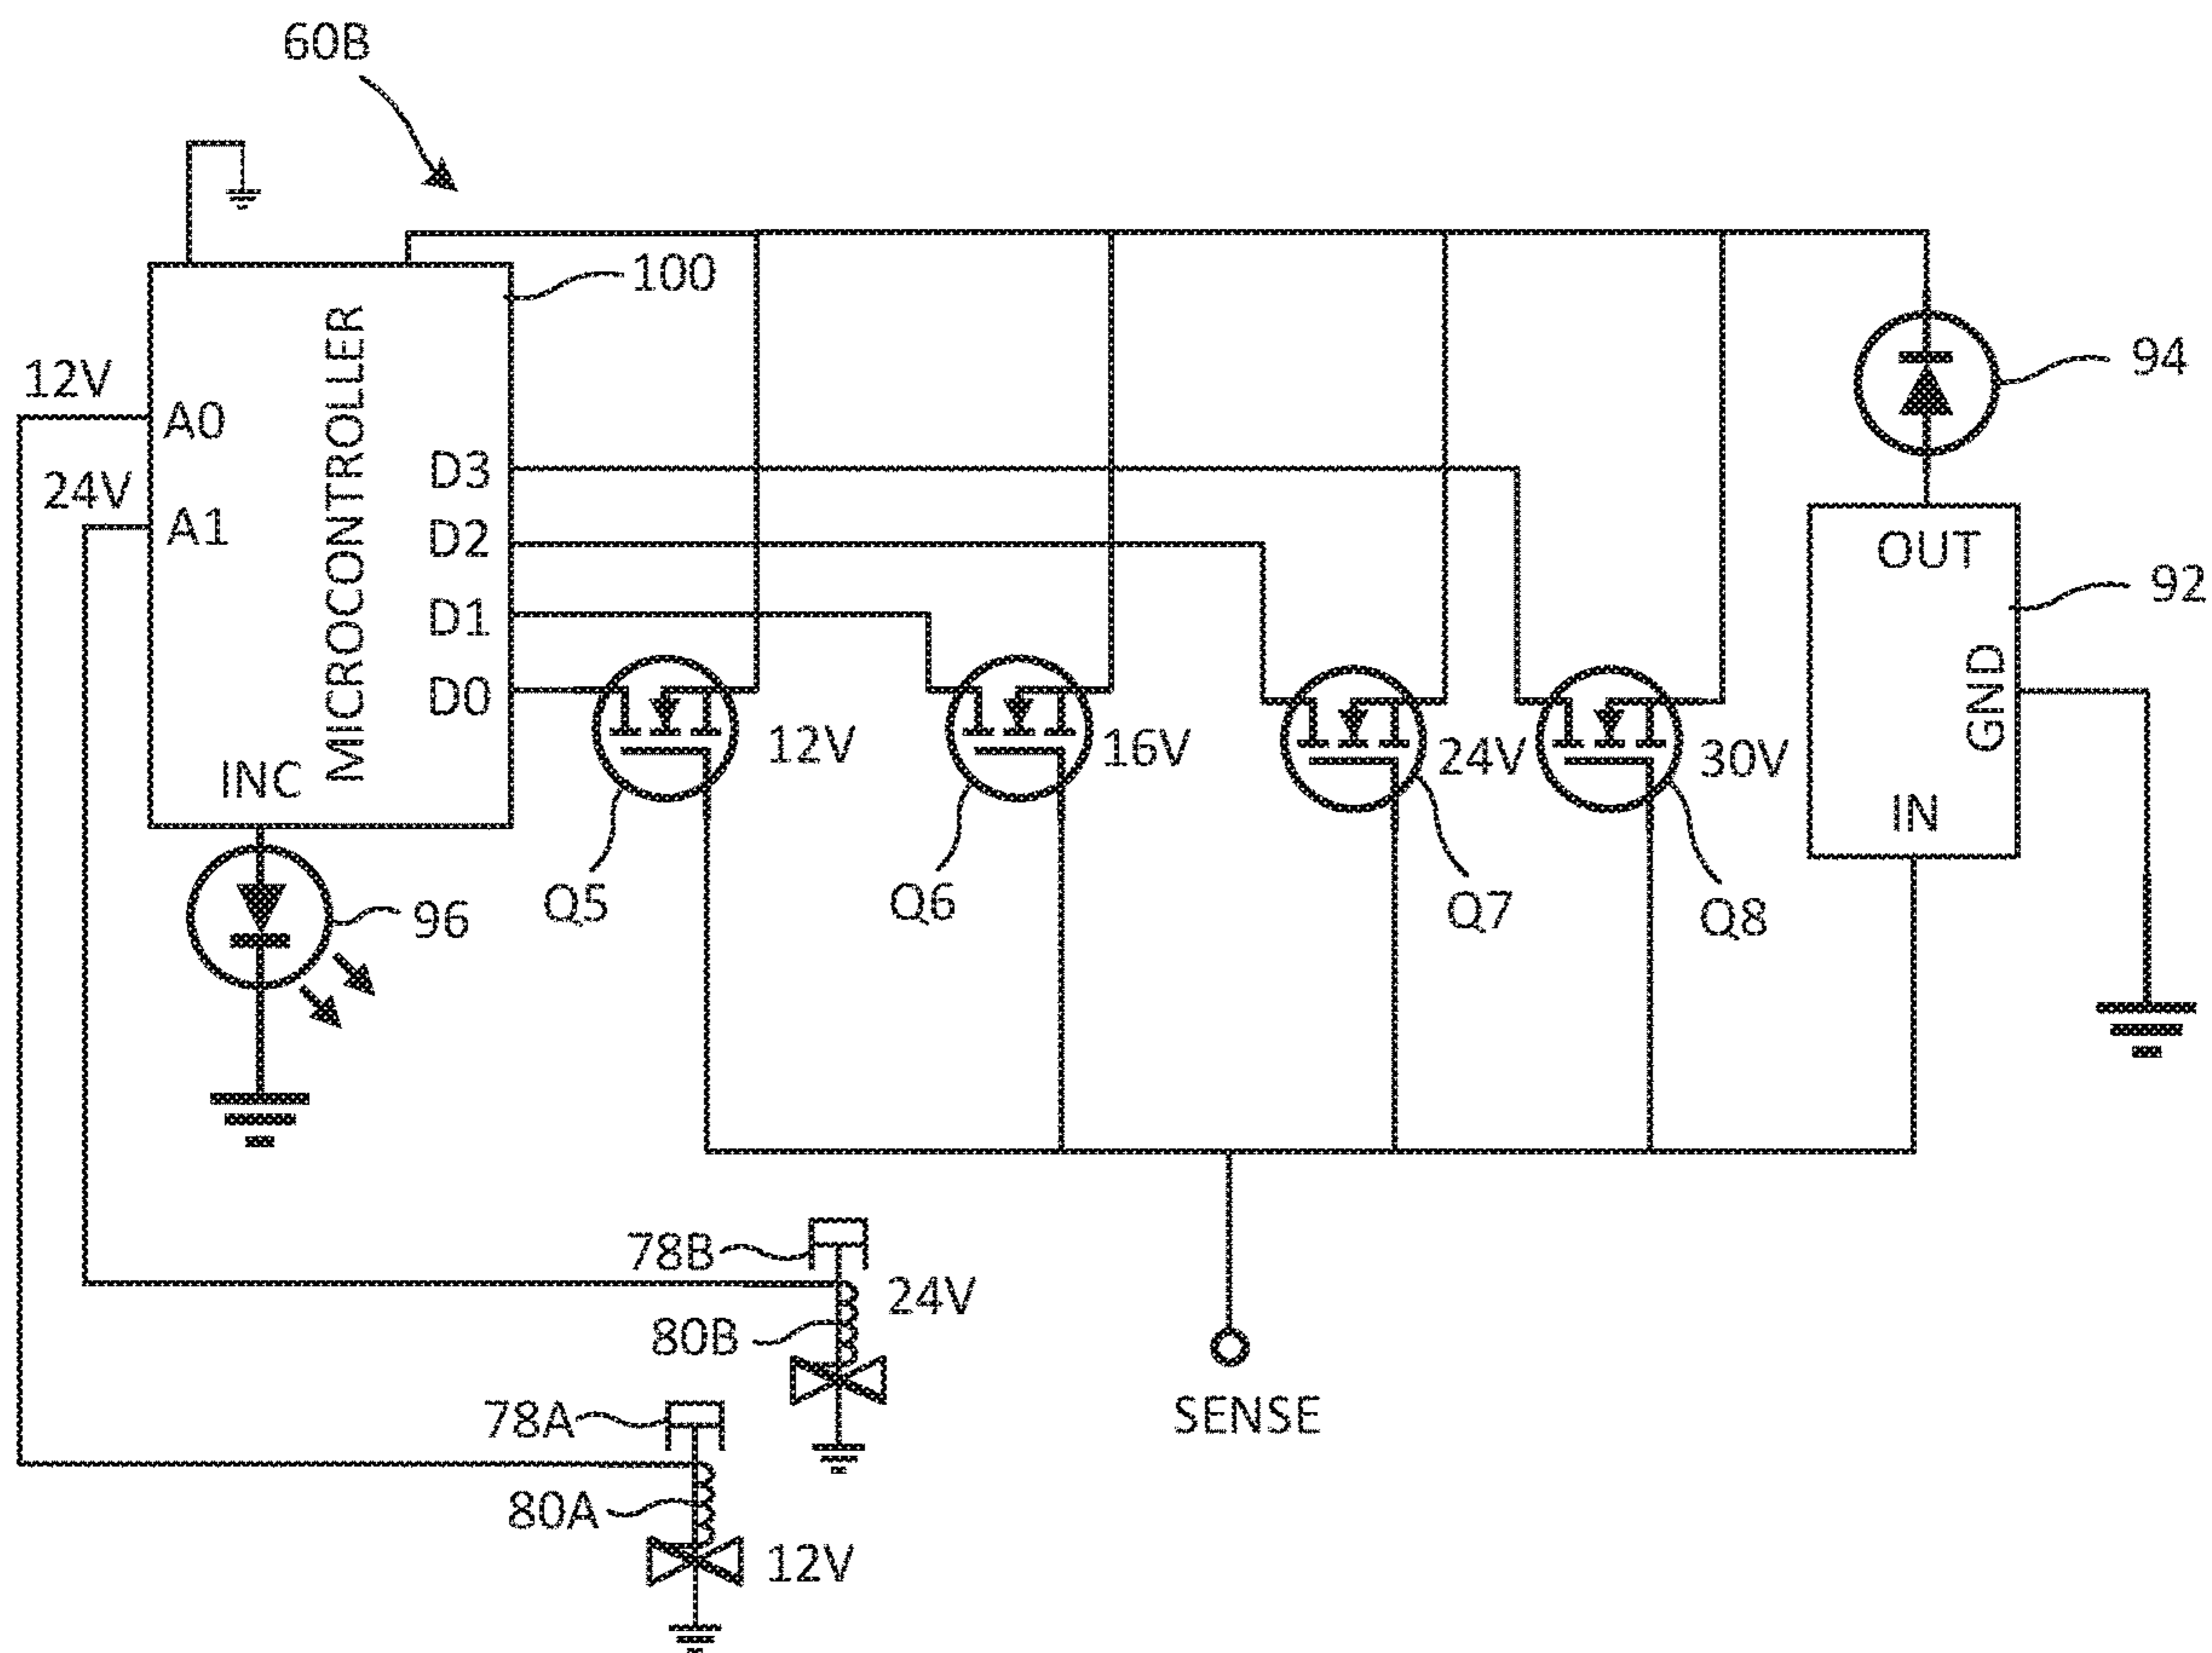 60B
100
12V
A0
24V
A1
MICROCONTROLLER
D3
D2
D1
D0
INC
94
OUT
92
GND
IN
12V
16V
24V
30V
Q5
Q6
Q7
Q8
96
78B
24V
80B
78A
80A
12V
SENSE